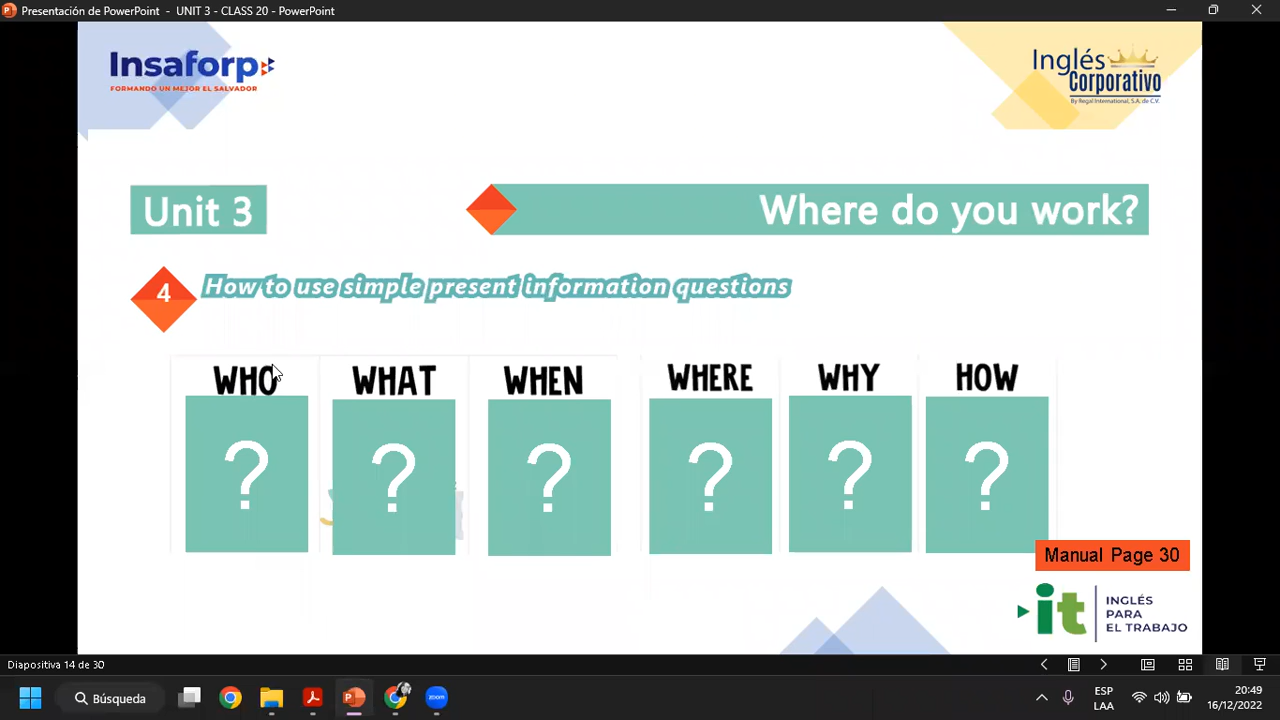 Presentación de PowerPoint - UNIT 3 - CLASS 20 - PowerPoint
Insaforp
FORMANDO UN MEJOR EL SALVADOR
Inglés
Corporativo
By Regal International, S.A. de C.V.
Unit 3
Where do you work?
4
How to use simple present information questions
WHO WHAT WHEN WHERE WHY HOW
? ? ? ? ? ?
Manual Page 30
it
INGLÉS
PARA
EL TRABAJO
Diapositiva 14 de 30
Búsqueda
zoom
ESP
LAA
20:49
16/12/2022